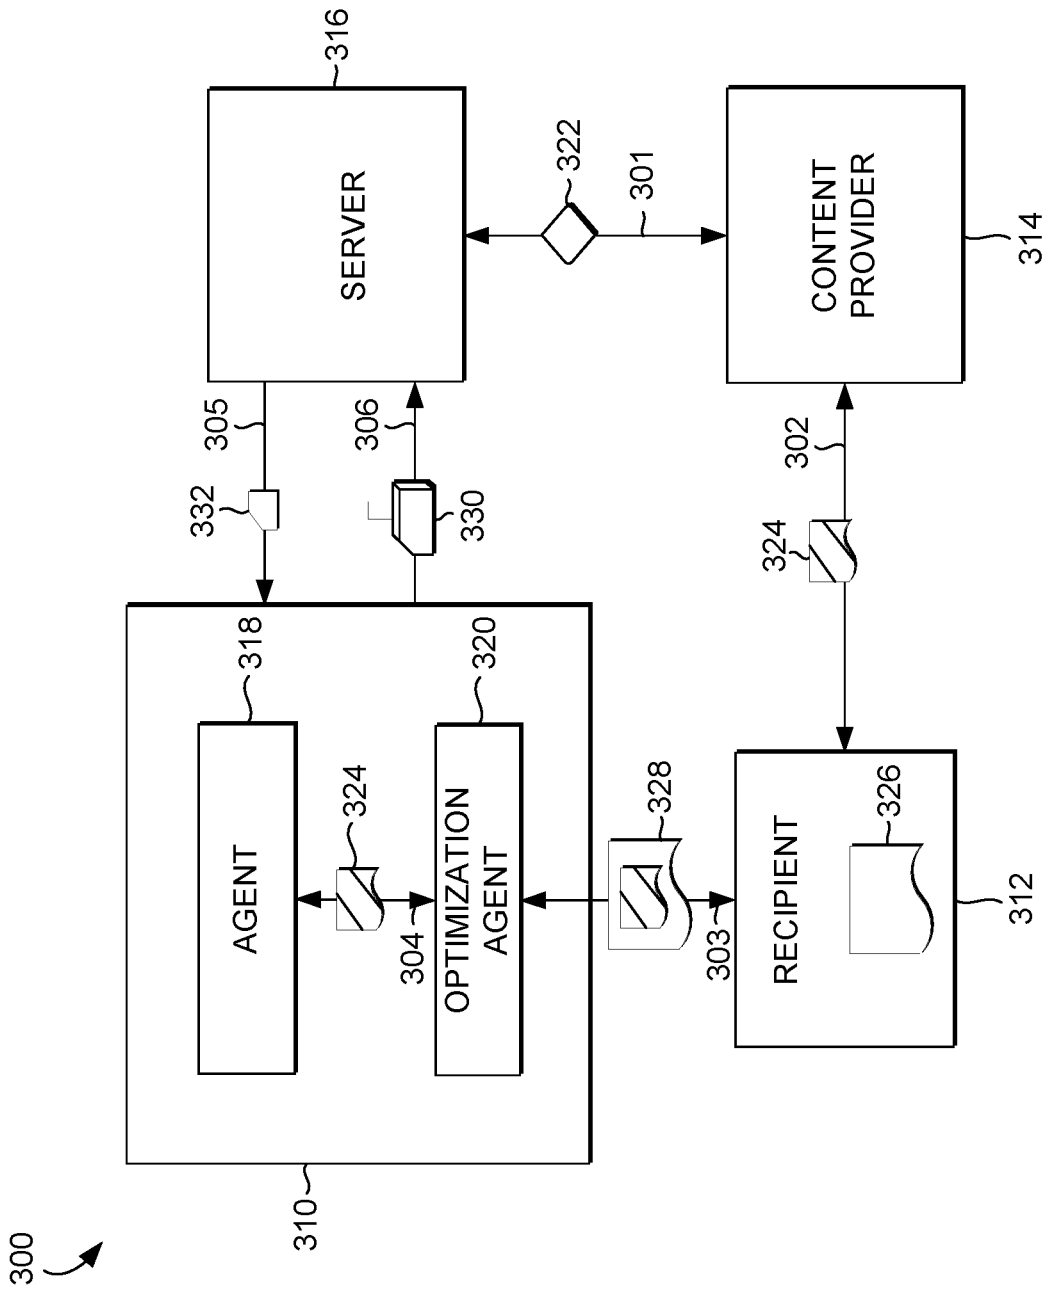 300
310
AGENT
318
324
304
OPTIMIZATION
AGENT
320
332
305
330
306
SERVER
316
322
301
328
303
RECIPIENT
326
312
324
302
CONTENT
PROVIDER
314